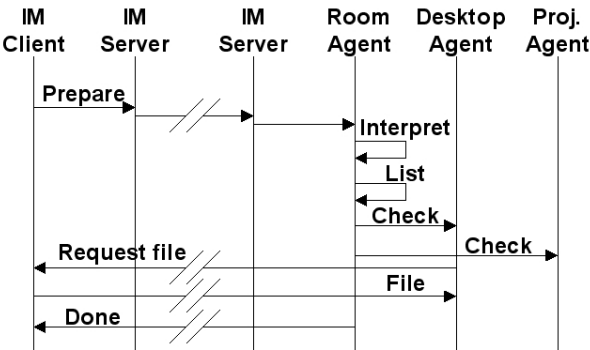 IM IM IM Room Desktop Proj.
Client Server Server Agent Agent Agent
Prepare
Interpret
List
Check
Check
Request file
File
Done